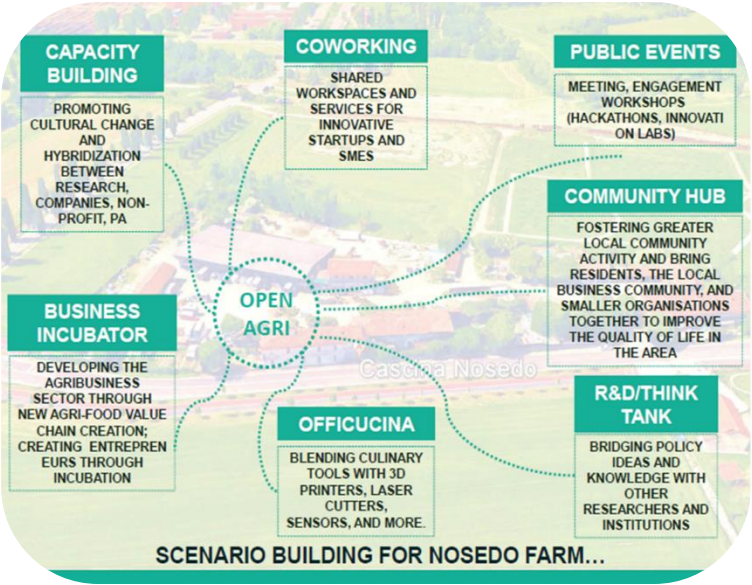 CAPACITY
BUILDING
PROMOTING
CULTURAL CHANGE
AND
HYBRIDIZATION
BETWEEN
RESEARCH,
COMPANIES, NON-
PROFIT, PA
COWORKING
SHARED
WORKSPACES AND
SERVICES FOR
INNOVATIVE
STARTUPS AND
SMES
PUBLIC EVENTS
MEETING, ENGAGEMENT
WORKSHOPS
(HACKATHONS, INNOVATI
ON LABS)
COMMUNITY HUB
FOSTERING GREATER
LOCAL COMMUNITY
ACTIVITY AND BRING
RESIDENTS, THE LOCAL
BUSINESS COMMUNITY, AND
SMALLER ORGANISATIONS
TOGETHER TO IMPROVE
THE QUALITY OF LIFE IN
THE AREA
OPEN
AGRI
Cascina Nosedo
BUSINESS
INCUBATOR
DEVELOPING THE
AGRIBUSINESS
SECTOR THROUGH
NEW AGRI-FOOD VALUE
CHAIN CREATION;
CREATING ENTREPREN
EURS THROUGH
INCUBATION
OFFICUCINA
BLENDING CULINARY
TOOLS WITH 3D
PRINTERS, LASER
CUTTERS,
SENSORS, AND MORE.
R&D/THINK
TANK
BRIDGING POLICY
IDEAS AND
KNOWLEDGE WITH
OTHER
RESEARCHERS AND
INSTITUTIONS
SCENARIO BUILDING FOR NOSEDO FARM...